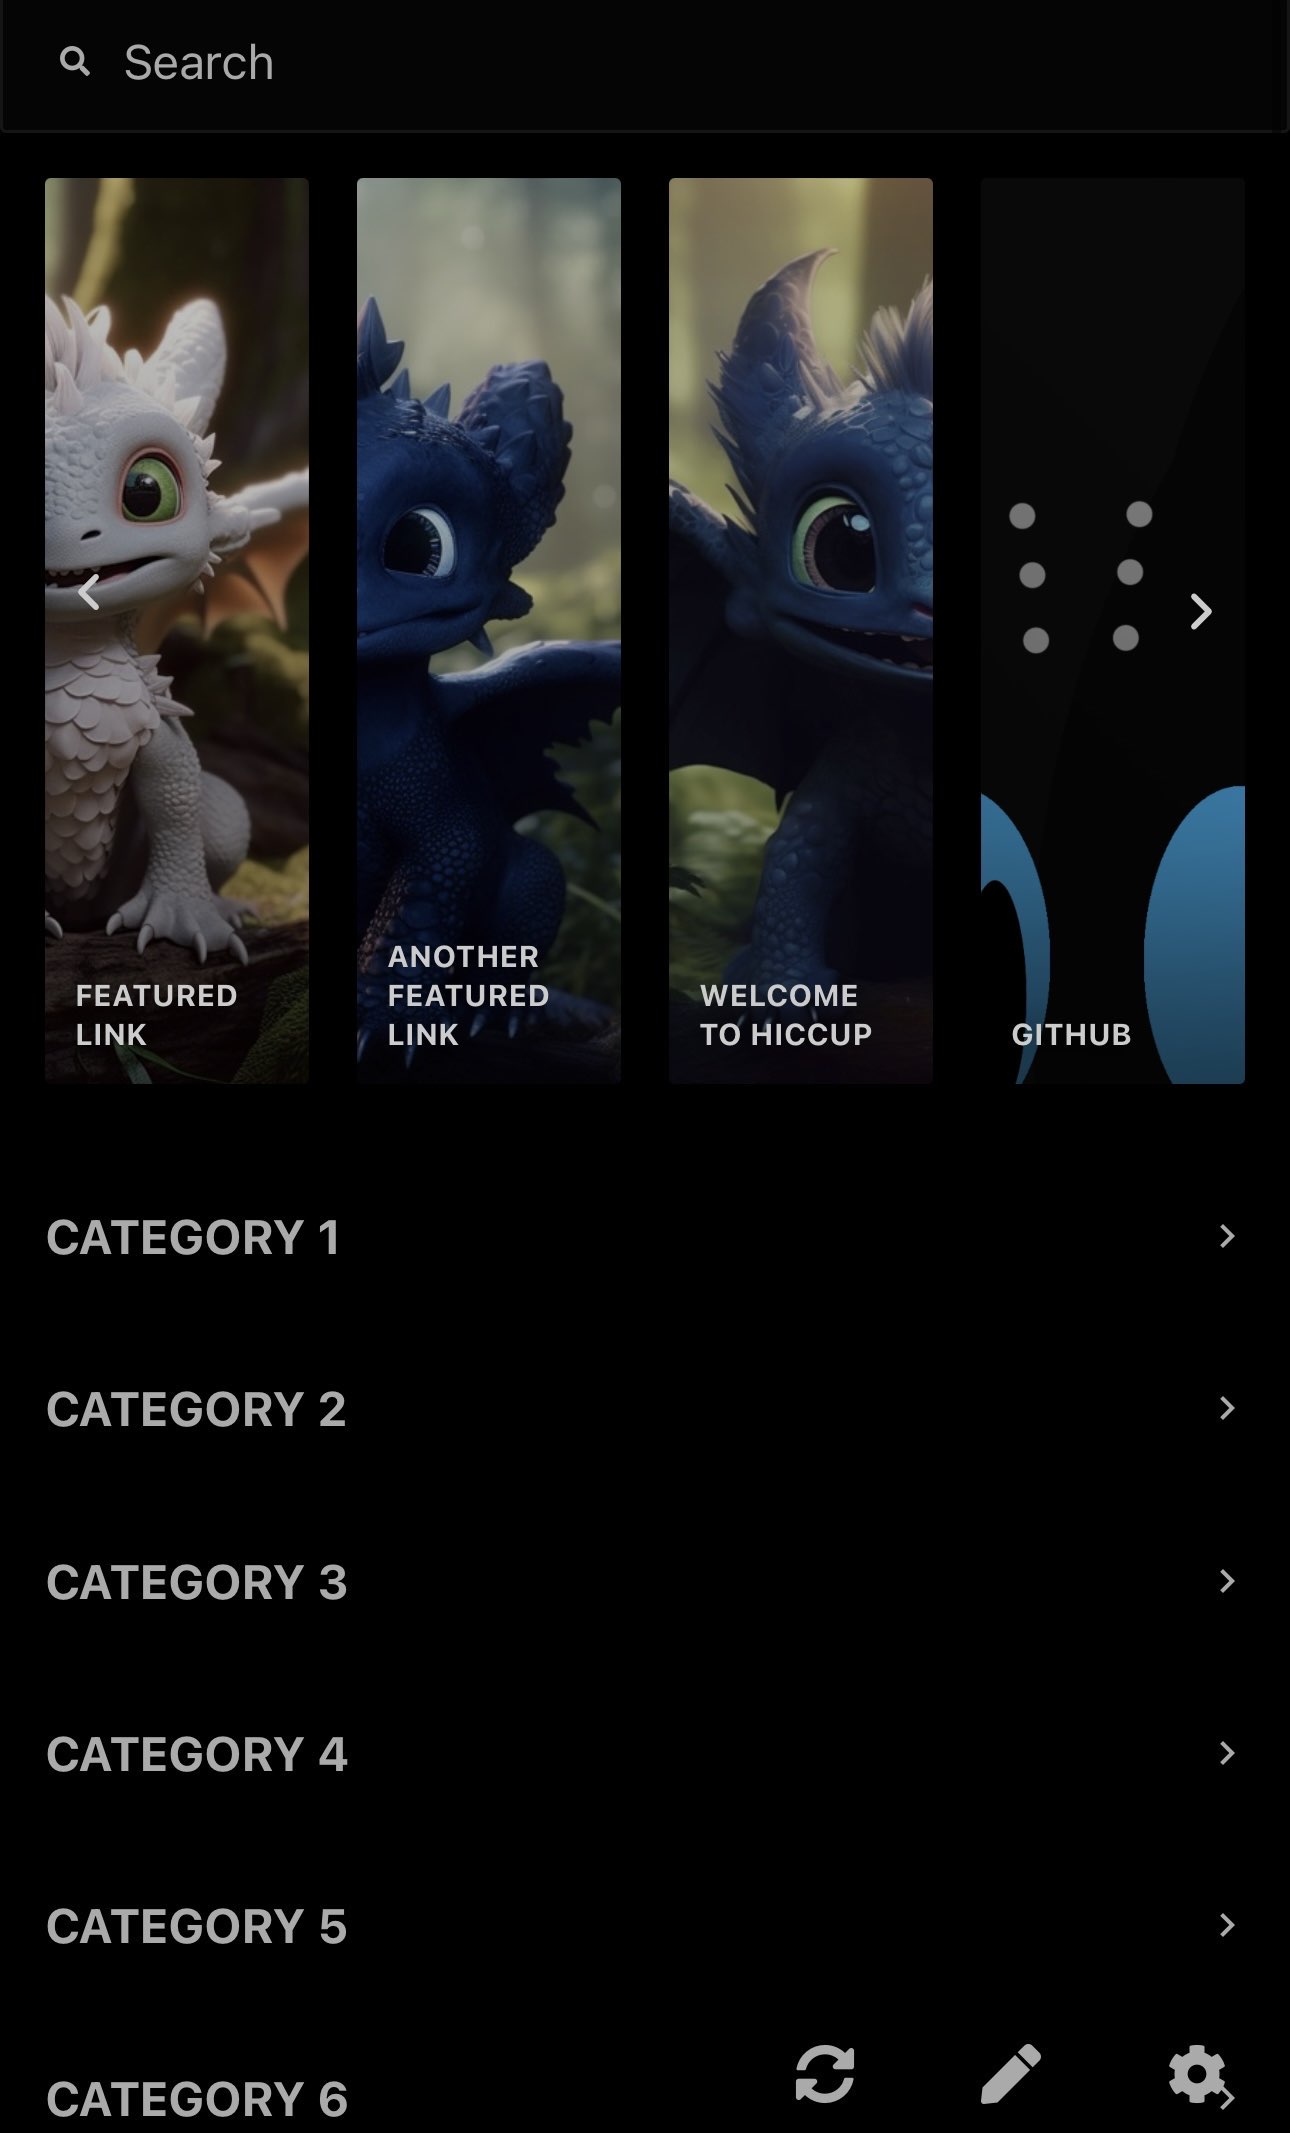 Search
FEATURED
LINK
ANOTHER
FEATURED
LINK
WELCOME
TO HICCUP
GITHUB
CATEGORY 1
CATEGORY 2
CATEGORY 3
CATEGORY 4
CATEGORY 5
CATEGORY 6